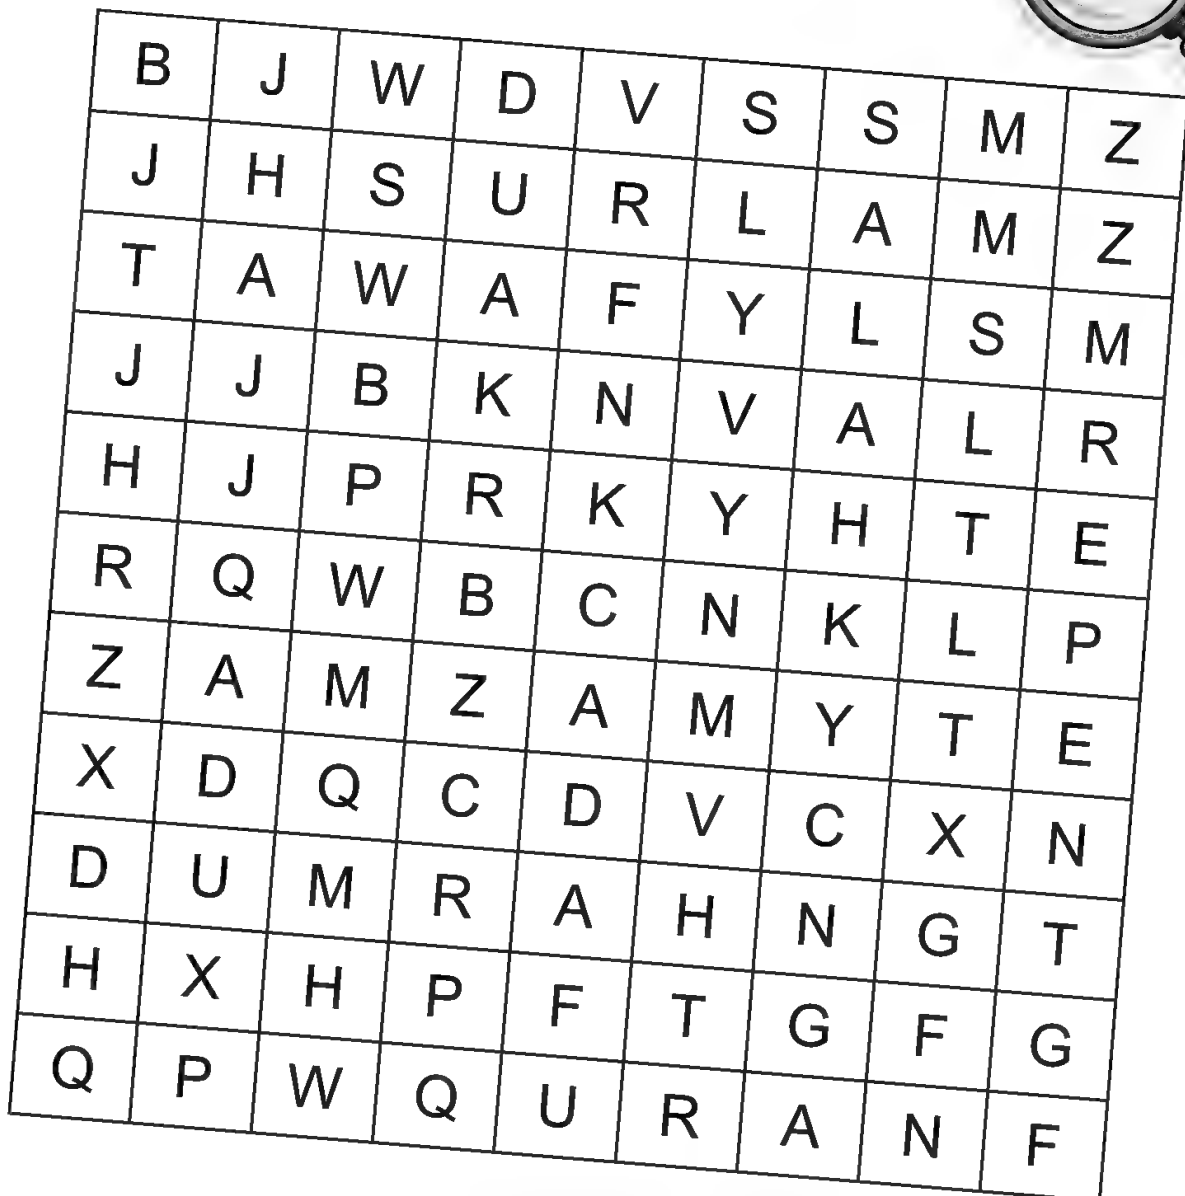 B J W D V S S M Z
J H S U R L A M Z
T A W A F Y L S M
J J B K N V A L R
H J P R K Y H T E
R Q W B C N K L P
Z A M Z A M Y T E
X D Q C D V C X N
D U M R A H N G T
H X H P F T G F G
Q P W Q U R A N F